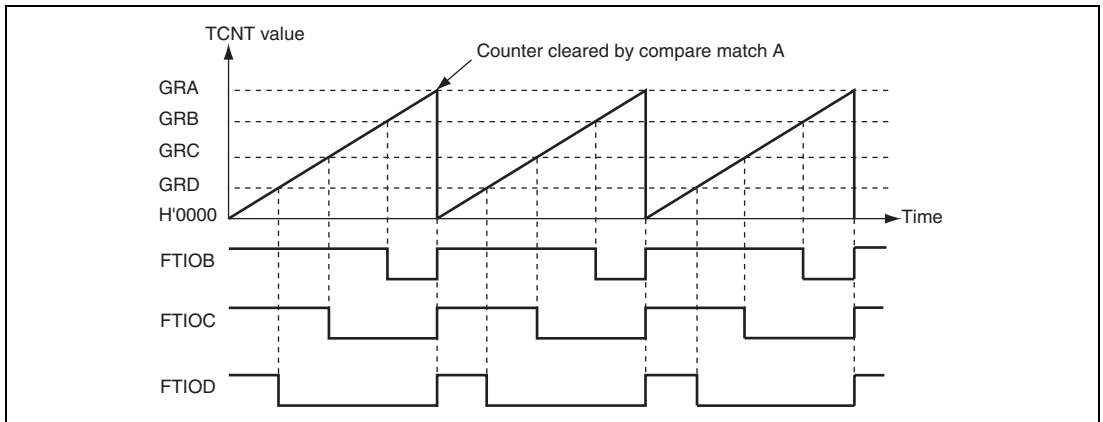 TCNT value
Counter cleared by compare match A
GRA
GRB
GRC
GRD
H'0000
Time
FTIOB
FTIOC
FTIOD